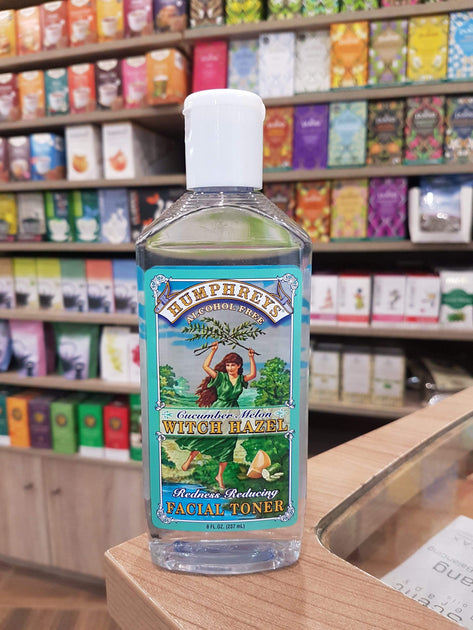 HUMPHREYS
ALCOHOL FREE
Cucumber Melon
WITCH HAZEL
Redness Reducing
FACIAL TONER
8 FL. OZ. (237 mL)